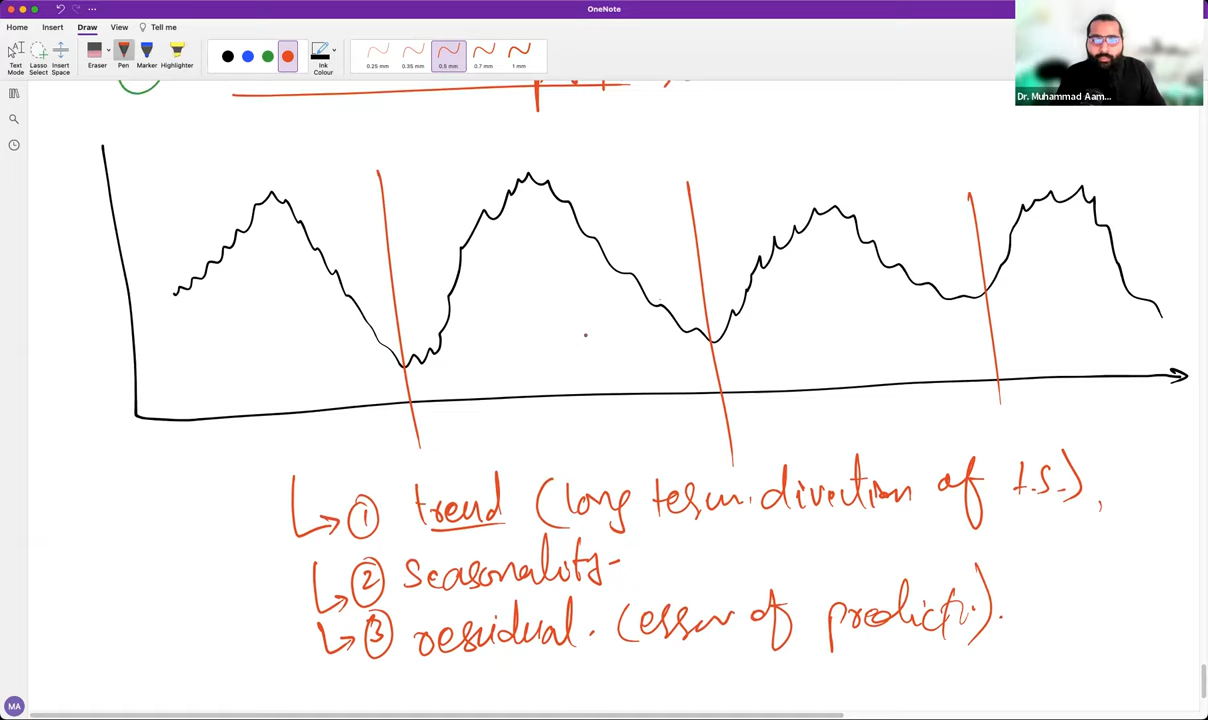 OneNote
Home Insert Draw View Tell me
Text Mode Lasso Select Insert Space Eraser Pen Marker Highlighter Ink Colour 0.25 mm 0.35 mm 0.5 mm 0.7 mm 1 mm
Dr. Muhammad Aam...
① trend (long term direction of t.s.),
② seasonality-
③ residual. (error of predicti).
MA